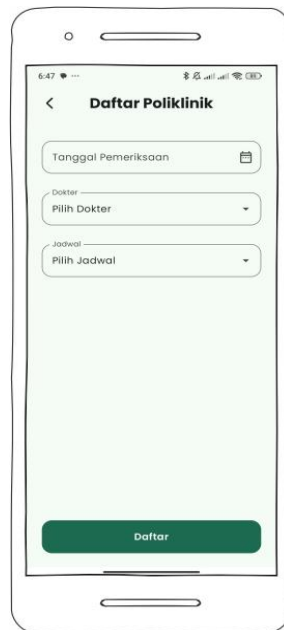 6:47
Daftar Poliklinik
Tanggal Pemeriksaan
Dokter
Pilih Dokter
Jadwal
Pilih Jadwal
Daftar